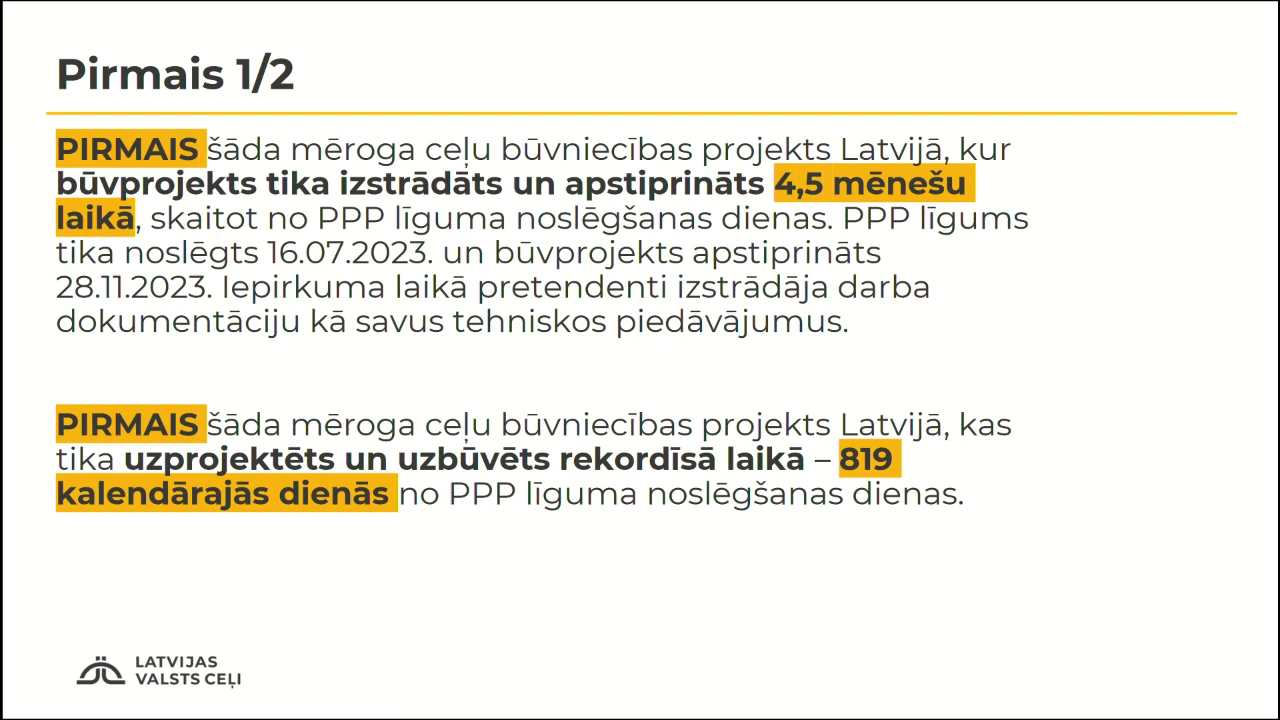 Pirmais 1/2
PIRMAIS šāda mēroga ceļu būvniecības projekts Latvijā, kur
būvprojekts tika izstrādāts un apstiprināts 4,5 mēnešu
laikā, skaitot no PPP līguma noslēgšanas dienas. PPP līgums
tika noslēgts 16.07.2023. un būvprojekts apstiprināts
28.11.2023. Iepirkuma laikā pretendenti izstrādāja darba
dokumentāciju kā savus tehniskos piedāvājumus.
PIRMAIS šāda mēroga ceļu būvniecības projekts Latvijā, kas
tika uzprojektēts un uzbūvēts rekordīsā laikā – 819
kalendārajās dienās no PPP līguma noslēgšanas dienas.
LATVIJAS
VALSTS CEĻI